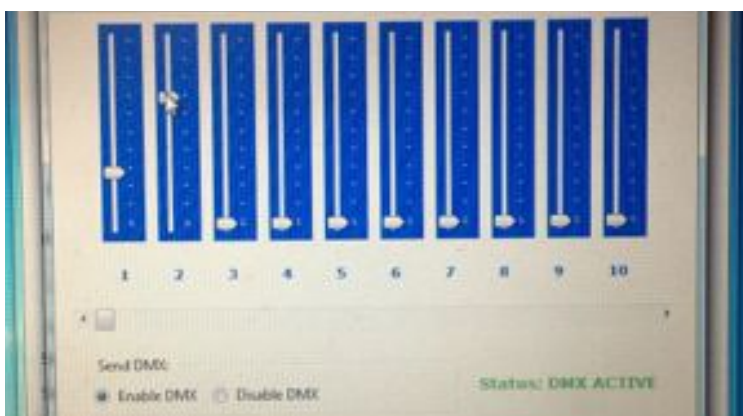 1 2 3 4 5 6 7 8 9 10
Send DMX:
Enable DMX Disable DMX
Status: DMX ACTIVE